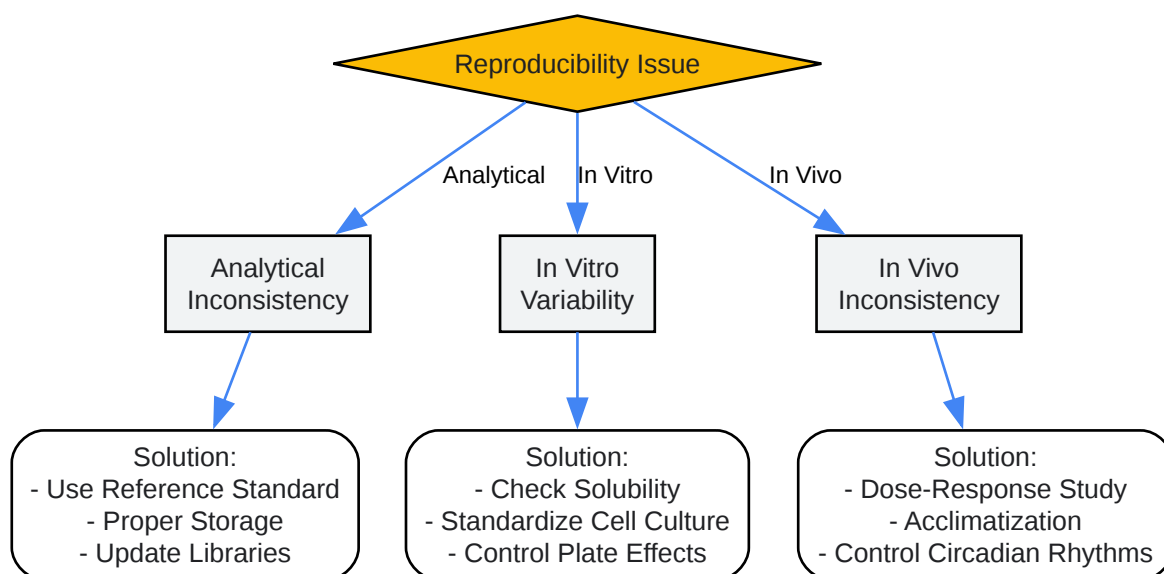 Reproducibility Issue
Analytical
In Vitro
In Vivo
Analytical
Inconsistency
In Vitro
Variability
In Vivo
Inconsistency
Solution:
- Use Reference Standard
- Proper Storage
- Update Libraries
Solution:
- Check Solubility
- Standardize Cell Culture
- Control Plate Effects
Solution:
- Dose-Response Study
- Acclimatization
- Control Circadian Rhythms